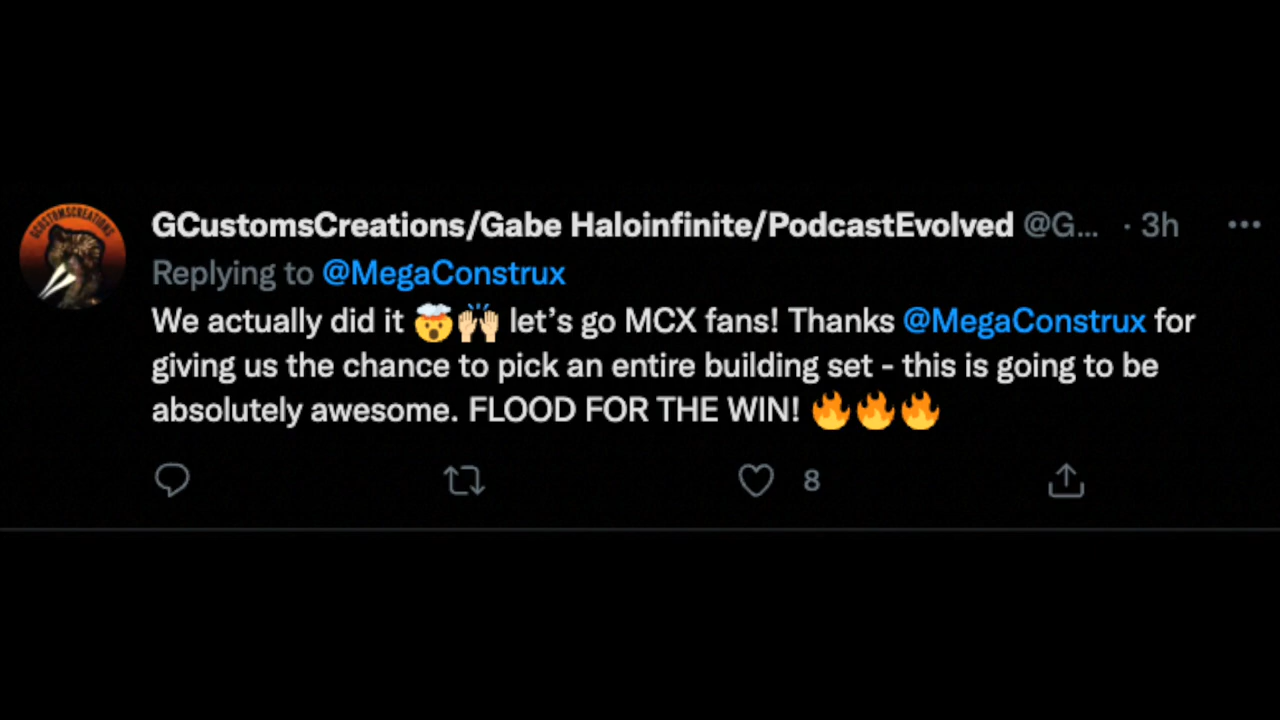 GCUSTOMSCREATIONS
GCustomsCreations/Gabe Haloinfinite/PodcastEvolved @G... · 3h ...
Replying to @MegaConstrux
We actually did it 🤯🙌🏻 let’s go MCX fans! Thanks @MegaConstrux for
giving us the chance to pick an entire building set - this is going to be
absolutely awesome. FLOOD FOR THE WIN! 🔥🔥🔥
8